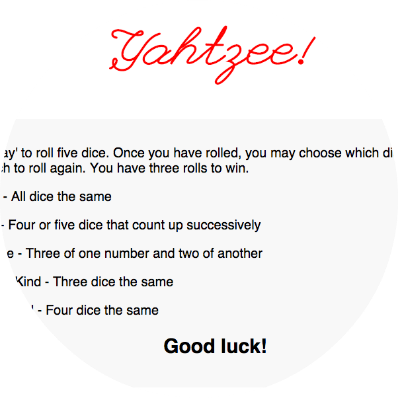 Yahtzee!
ay' to roll five dice. Once you have rolled, you may choose which di
h to roll again. You have three rolls to win.
- All dice the same
- Four or five dice that count up successively
e - Three of one number and two of another
Kind - Three dice the same
' - Four dice the same
Good luck!